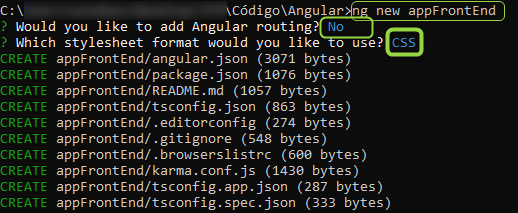 C:\ \Código\Angular>ng new appFrontEnd
? Would you like to add Angular routing? No
? Which stylesheet format would you like to use? CSS
CREATE appFrontEnd/angular.json (3071 bytes)
CREATE appFrontEnd/package.json (1076 bytes)
CREATE appFrontEnd/README.md (1057 bytes)
CREATE appFrontEnd/tsconfig.json (863 bytes)
CREATE appFrontEnd/.editorconfig (274 bytes)
CREATE appFrontEnd/.gitignore (548 bytes)
CREATE appFrontEnd/.browserslistrc (600 bytes)
CREATE appFrontEnd/karma.conf.js (1430 bytes)
CREATE appFrontEnd/tsconfig.app.json (287 bytes)
CREATE appFrontEnd/tsconfig.spec.json (333 bytes)